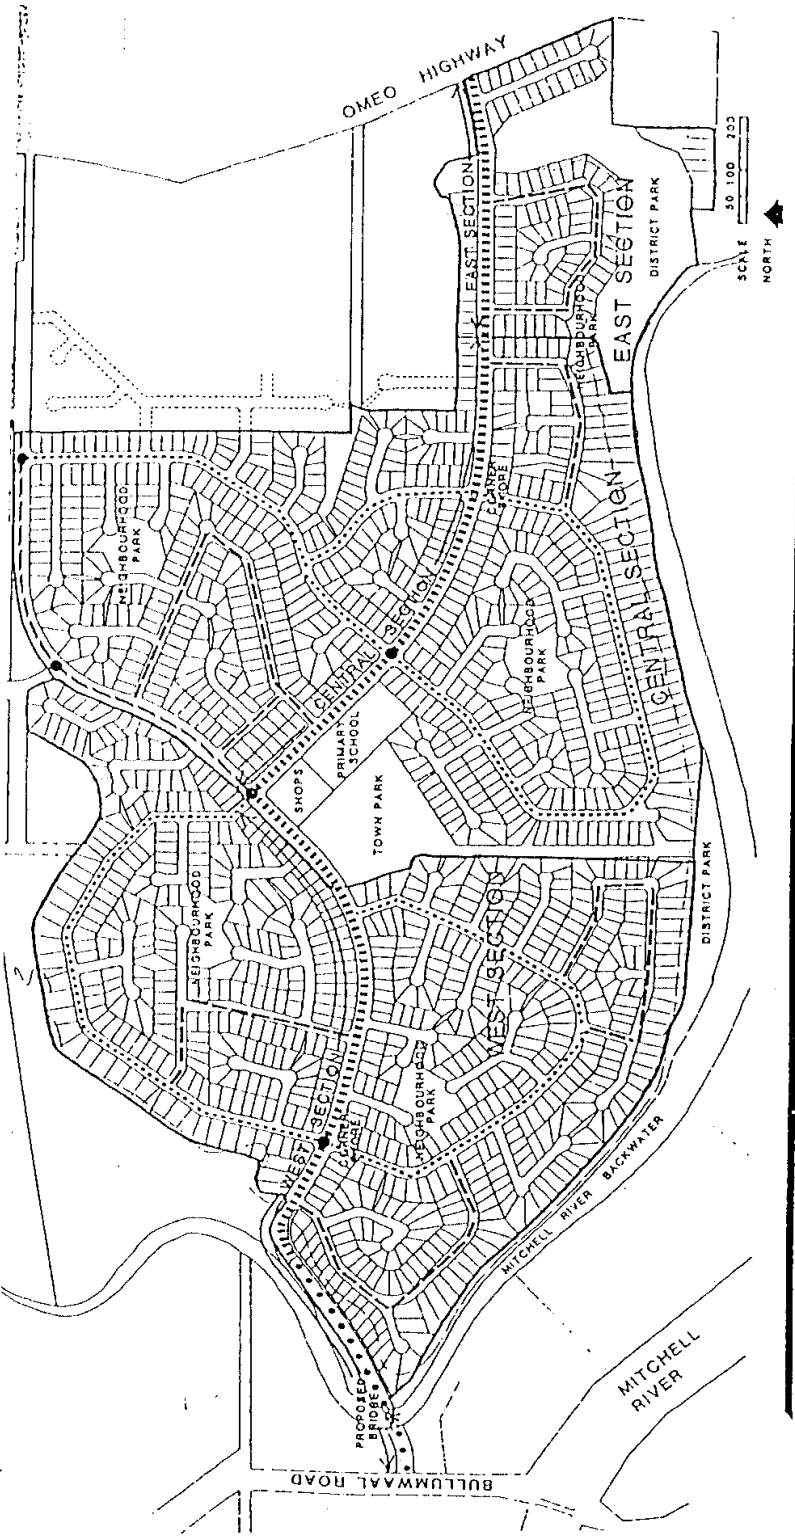 OMEO HIGHWAY
EAST SECTION
EAST SECTION
DISTRICT PARK
NEIGHBOURHOOD
PARK
SCALE
50 100 200
NORTH
CORNER
STORE
NEIGHBOURHOOD
PARK
CENTRAL SECTION
CENTRAL SECTION
NEIGHBOURHOOD
PARK
PRIMARY
SCHOOL
SHOPS
TOWN PARK
DISTRICT PARK
NEIGHBOURHOOD
PARK
WEST SECTION
WEST SECTION
NEIGHBOURHOOD
PARK
CORNER
STORE
MITCHELL RIVER BACKWATER
PROPOSED
BRIDGE
MITCHELL
RIVER
BULLUMWAAL ROAD